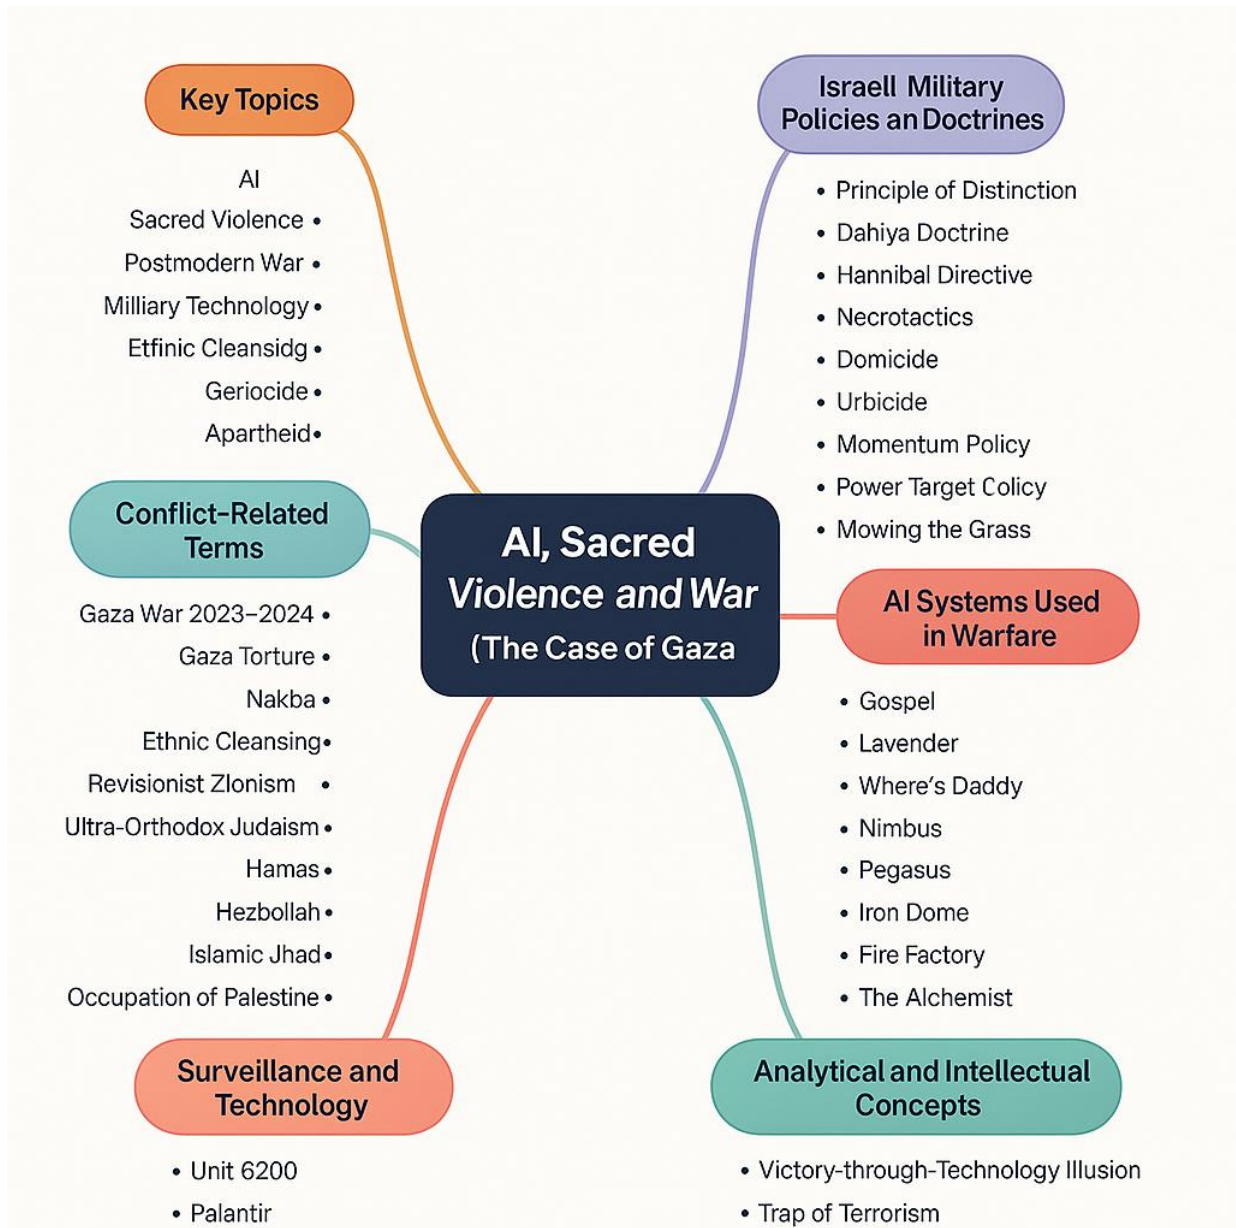 Key Topics
AI
Sacred Violence •
Postmodern War •
Milliary Technology •
Etfinic Cleansidg •
Geriocide •
Apartheid •
Conflict-Related
Terms
Gaza War 2023–2024 •
Gaza Torture •
Nakba •
Ethnic Cleansing •
Revisionist Zlonism •
Ultra-Orthodox Judaism •
Hamas •
Hezbollah •
Islamic Jhad •
Occupation of Palestine •
Surveillance and
Technology
• Unit 6200
• Palantir
AI, Sacred
Violence and War
(The Case of Gaza
Israell Military
Policies an Doctrines
• Principle of Distinction
• Dahiya Doctrine
• Hannibal Directive
• Necrotactics
• Domicide
• Urbicide
• Momentum Policy
• Power Target Colicy
• Mowing the Grass
AI Systems Used
in Warfare
• Gospel
• Lavender
• Where's Daddy
• Nimbus
• Pegasus
• Iron Dome
• Fire Factory
• The Alchemist
Analytical and Intellectual
Concepts
• Victory-through-Technology Illusion
• Trap of Terrorism